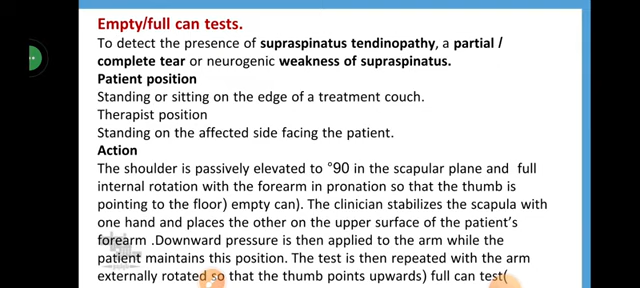 Empty/full can tests.
To detect the presence of supraspinatus tendinopathy, a partial /
complete tear or neurogenic weakness of supraspinatus.
Patient position
Standing or sitting on the edge of a treatment couch.
Therapist position
Standing on the affected side facing the patient.
Action
The shoulder is passively elevated to °90 in the scapular plane and full
internal rotation with the forearm in pronation so that the thumb is
pointing to the floor) empty can). The clinician stabilizes the scapula with
one hand and places the other on the upper surface of the patient's
forearm .Downward pressure is then applied to the arm while the
patient maintains this position. The test is then repeated with the arm
externally rotated so that the thumb points upwards) full can test(